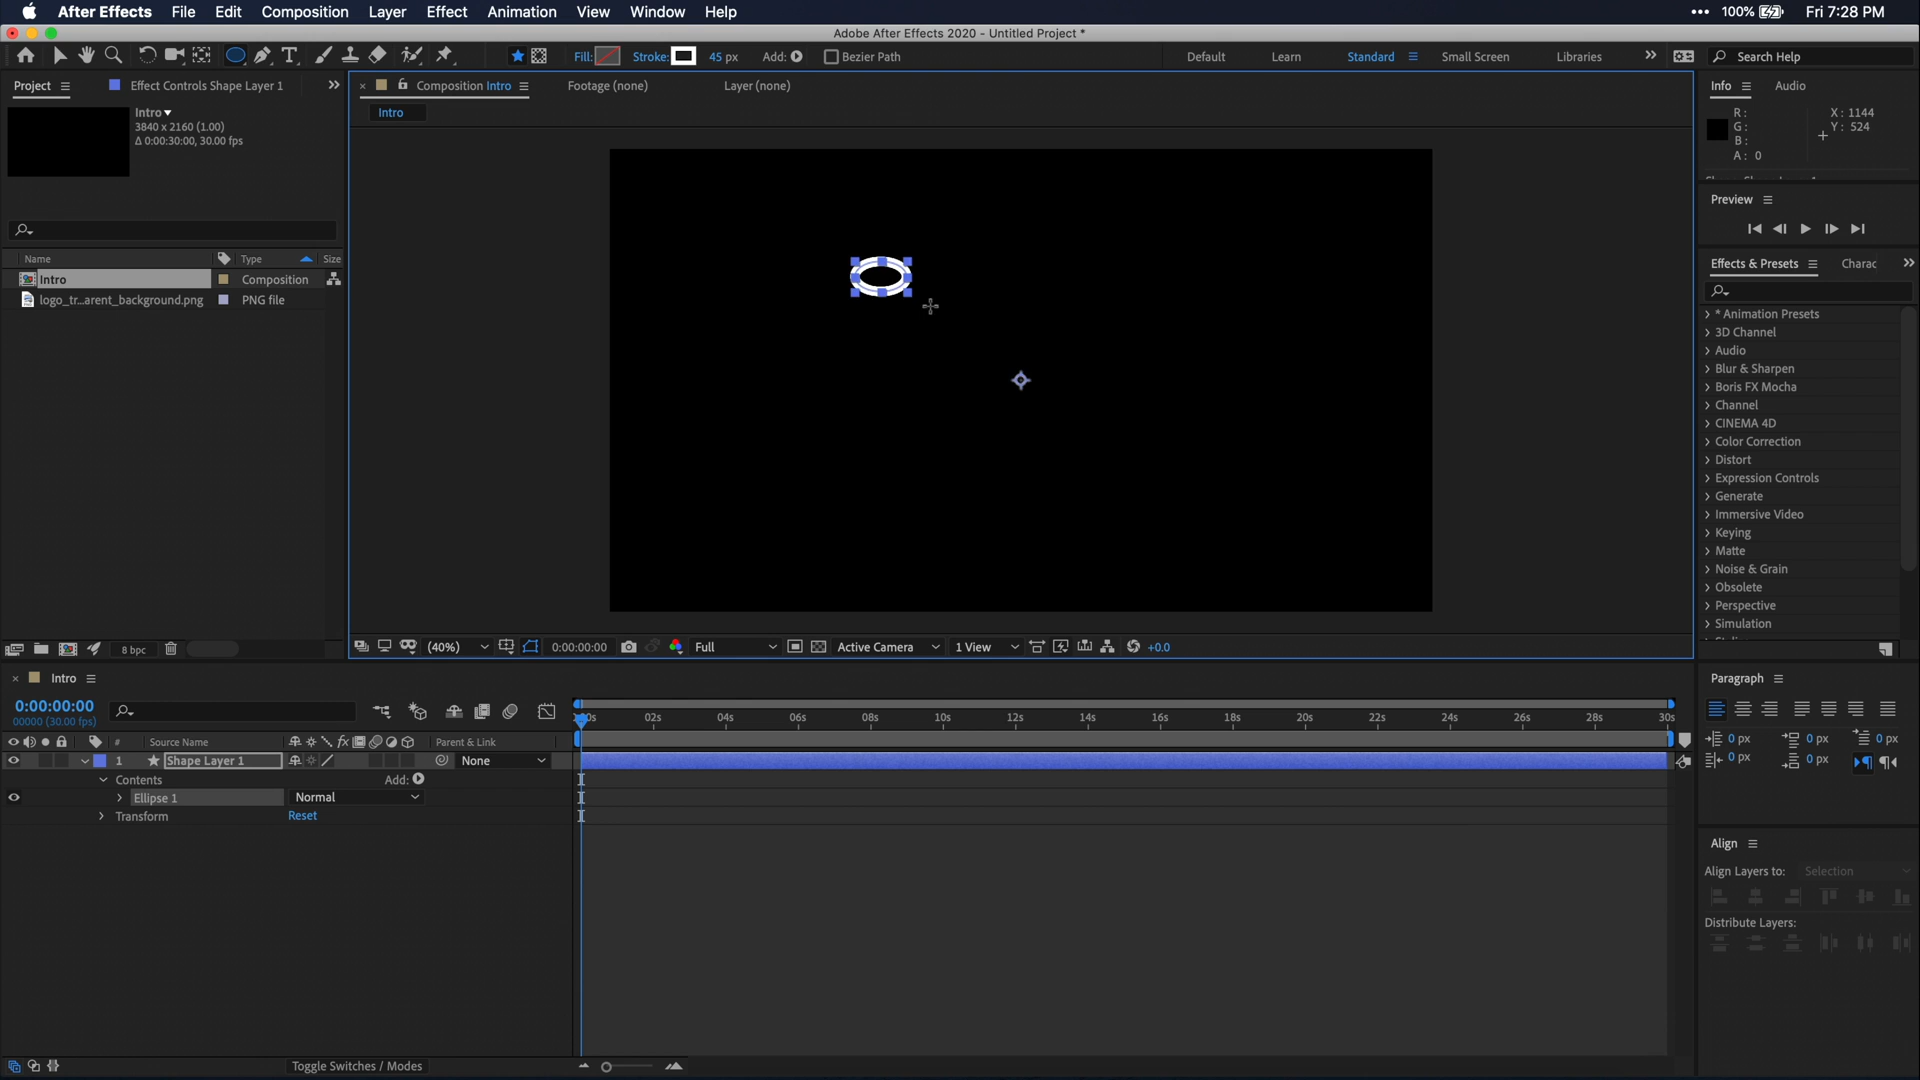 After Effects File Edit Composition Layer Effect Animation View Window Help 100% Fri 7:28 PM
Adobe After Effects 2020 - Untitled Project *
Fill: Stroke: 45 px Add: Bezier Path Default Learn Standard Small Screen Libraries Search Help
Project Effect Controls Shape Layer 1
Composition Intro Footage (none) Layer (none)
Info Audio
Intro
3840 x 2160 (1.00)
Δ 0:00:30:00, 30.00 fps
Intro
R: X: 1144
G: Y: 524
B:
A: 0
Preview
Name Type Size
Intro Composition
logo_tr...arent_background.png PNG file
Effects & Presets Charac
* Animation Presets
3D Channel
Audio
Blur & Sharpen
Boris FX Mocha
Channel
CINEMA 4D
Color Correction
Distort
Expression Controls
Generate
Immersive Video
Keying
Matte
Noise & Grain
Obsolete
Perspective
Simulation
8 bpc
(40%) 0:00:00:00 Full Active Camera 1 View +0.0
Intro
0:00:00:00
00000 (30.00 fps)
02s 04s 06s 08s 10s 12s 14s 16s 18s 20s 22s 24s 26s 28s 30s
# Source Name fx Parent & Link
1 Shape Layer 1 None
Contents Add:
Ellipse 1 Normal
Transform Reset
Toggle Switches / Modes
Paragraph
0 px 0 px 0 px
0 px 0 px
Align
Align Layers to: Selection
Distribute Layers: